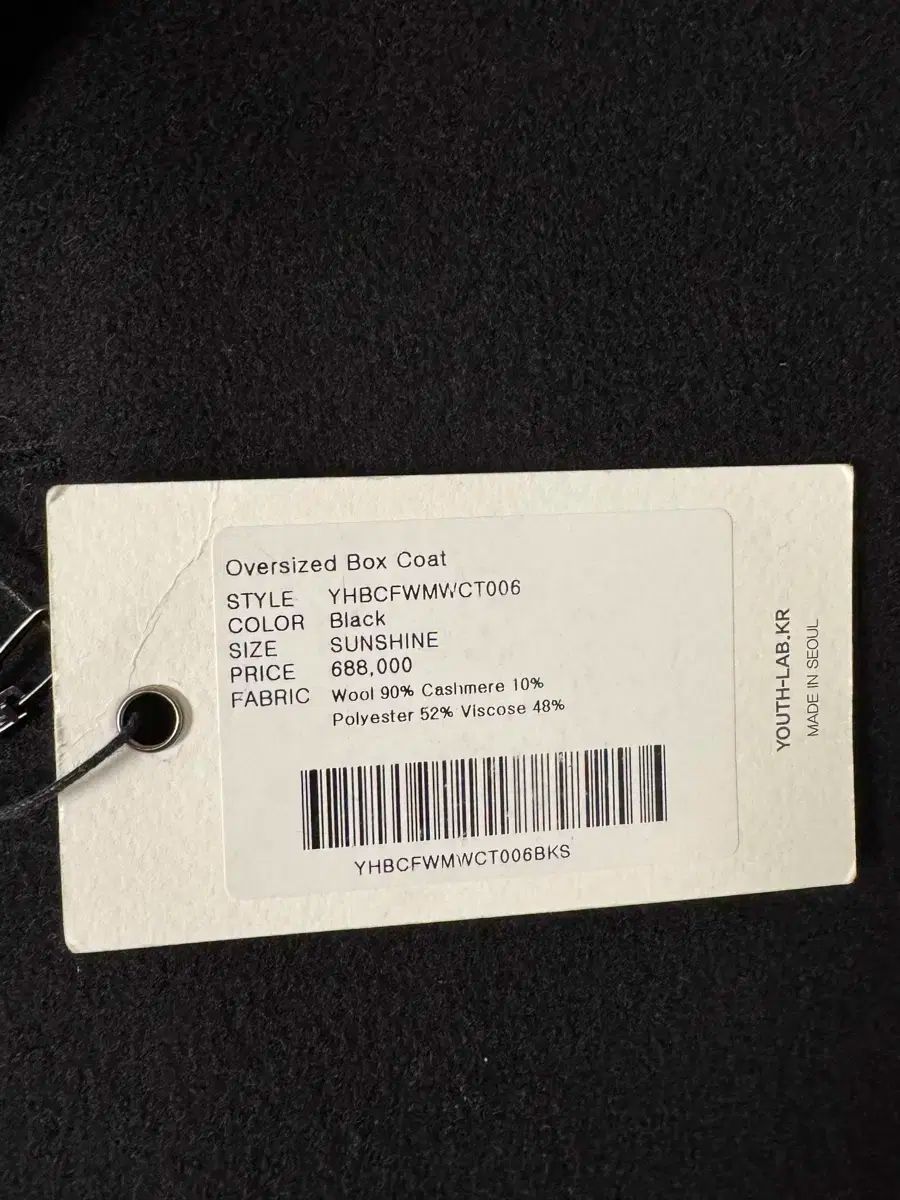 Oversized Box Coat
STYLE YHBCFWMWCT006
COLOR Black
SIZE SUNSHINE
PRICE 688,000
FABRIC Wool 90% Cashmere 10%
Polyester 52% Viscose 48%
YHBCFWMWCT006BKS
YOUTH-LAB.KR
MADE IN SEOUL